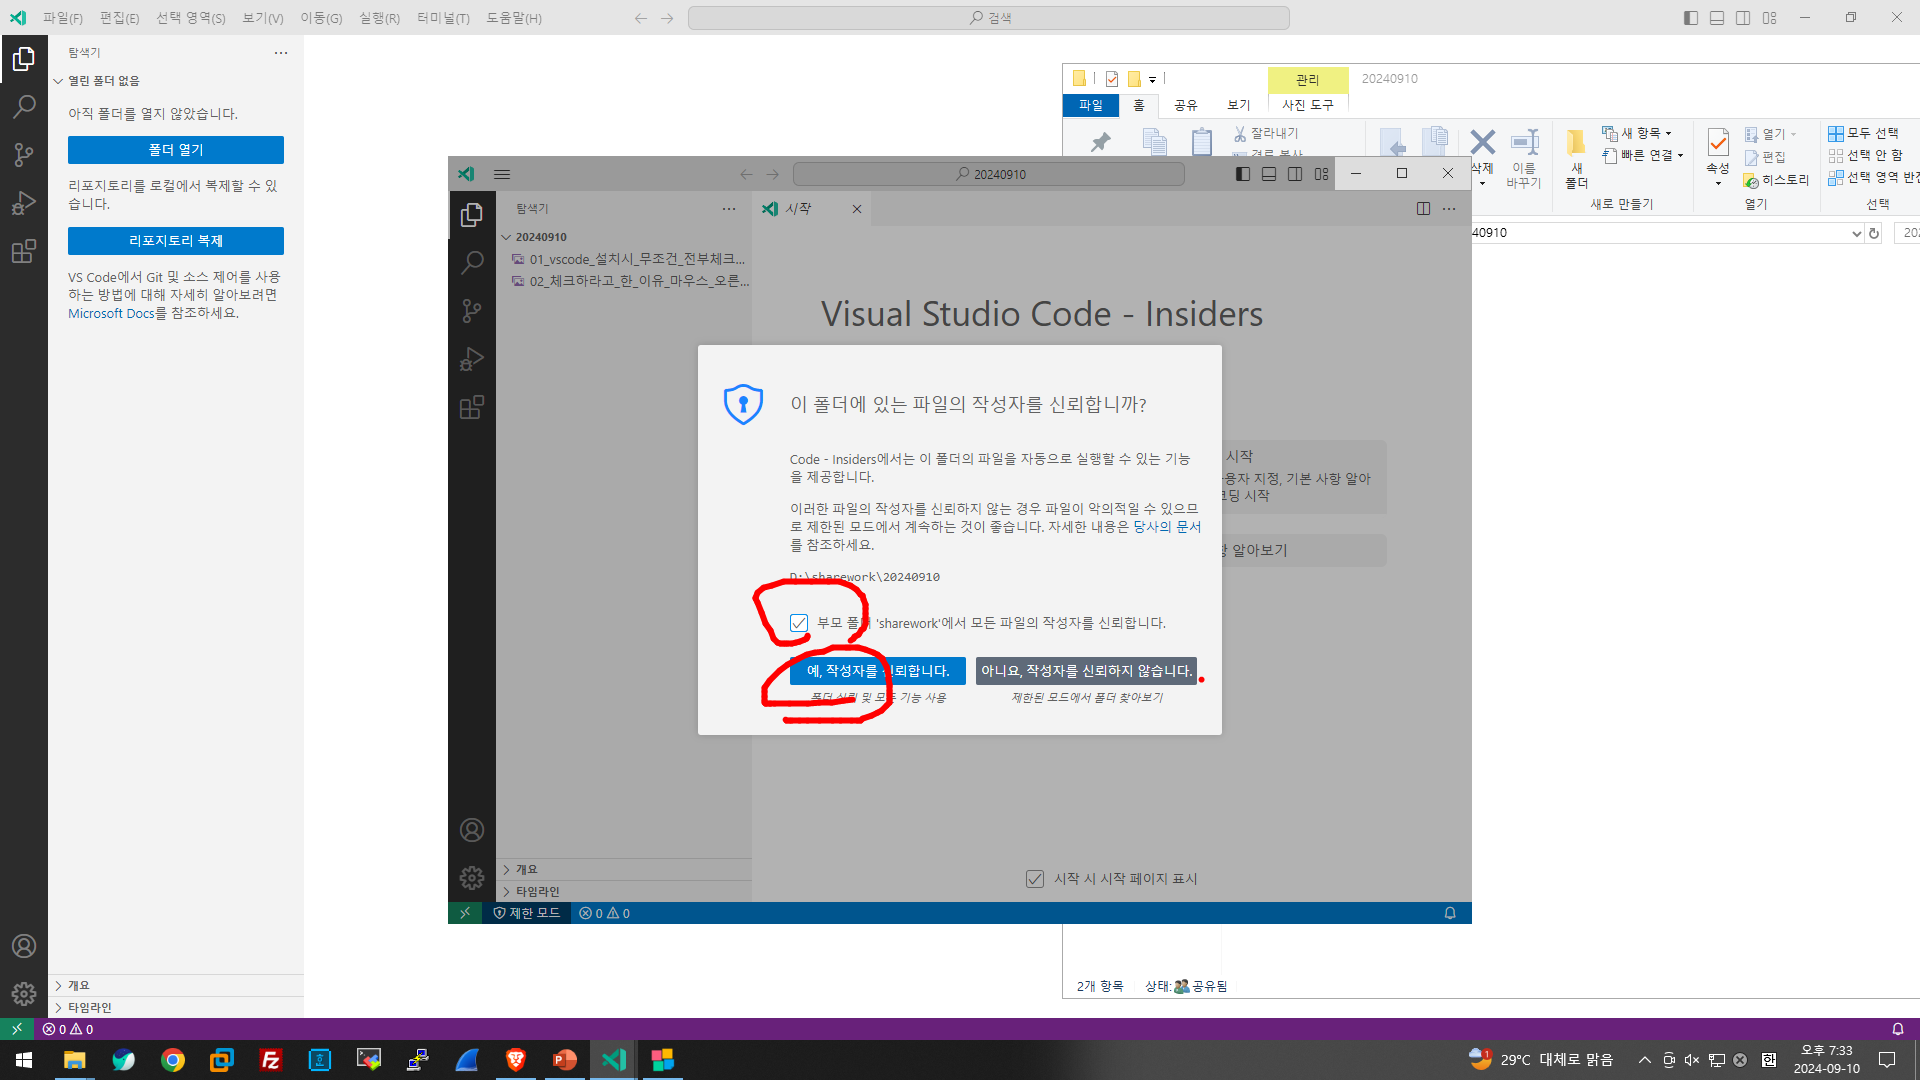 파일(F) 편집(E) 선택 영역(S) 보기(V) 이동(G) 실행(R) 터미널(T) 도움말(H)
검색
탐색기
열린 폴더 없음
아직 폴더를 열지 않았습니다.
폴더 열기
리포지토리를 로컬에서 복제할 수 있
습니다.
리포지토리 복제
VS Code에서 Git 및 소스 제어를 사용
하는 방법에 대해 자세히 알아보려면
Microsoft Docs를 참조하세요.
개요
타임라인
0 0
관리
20240910
파일 홈 공유 보기 사진 도구
잘라내기
삭제
이름
바꾸기
새
폴더
새 항목
빠른 연결
새로 만들기
속성
열기
편집
히스토리
열기
모두 선택
선택 안 함
선택 영역 반전
선택
40910
202
2개 항목
상태: 공유됨
20240910
탐색기
20240910
01_vscode_설치시_무조건_전부체크...
02_체크하라고_한_이유_마우스_오른...
개요
타임라인
시작
Visual Studio Code - Insiders
시작
용자 지정, 기본 사항 알아
코딩 시작
알아보기
시작 시 시작 페이지 표시
제한 모드
0 0
이 폴더에 있는 파일의 작성자를 신뢰합니까?
Code - Insiders에서는 이 폴더의 파일을 자동으로 실행할 수 있는 기능
을 제공합니다.
이러한 파일의 작성자를 신뢰하지 않는 경우 파일이 악의적일 수 있으므
로 제한된 모드에서 계속하는 것이 좋습니다. 자세한 내용은 당사의 문서
를 참조하세요.
D:\sharework\20240910
부모 폴더 'sharework'에서 모든 파일의 작성자를 신뢰합니다.
예, 작성자를 신뢰합니다.
아니요, 작성자를 신뢰하지 않습니다.
폴더 신뢰 및 모든 기능 사용
제한된 모드에서 폴더 찾아보기
1
29°C 대체로 맑음
한
오후 7:33
2024-09-10